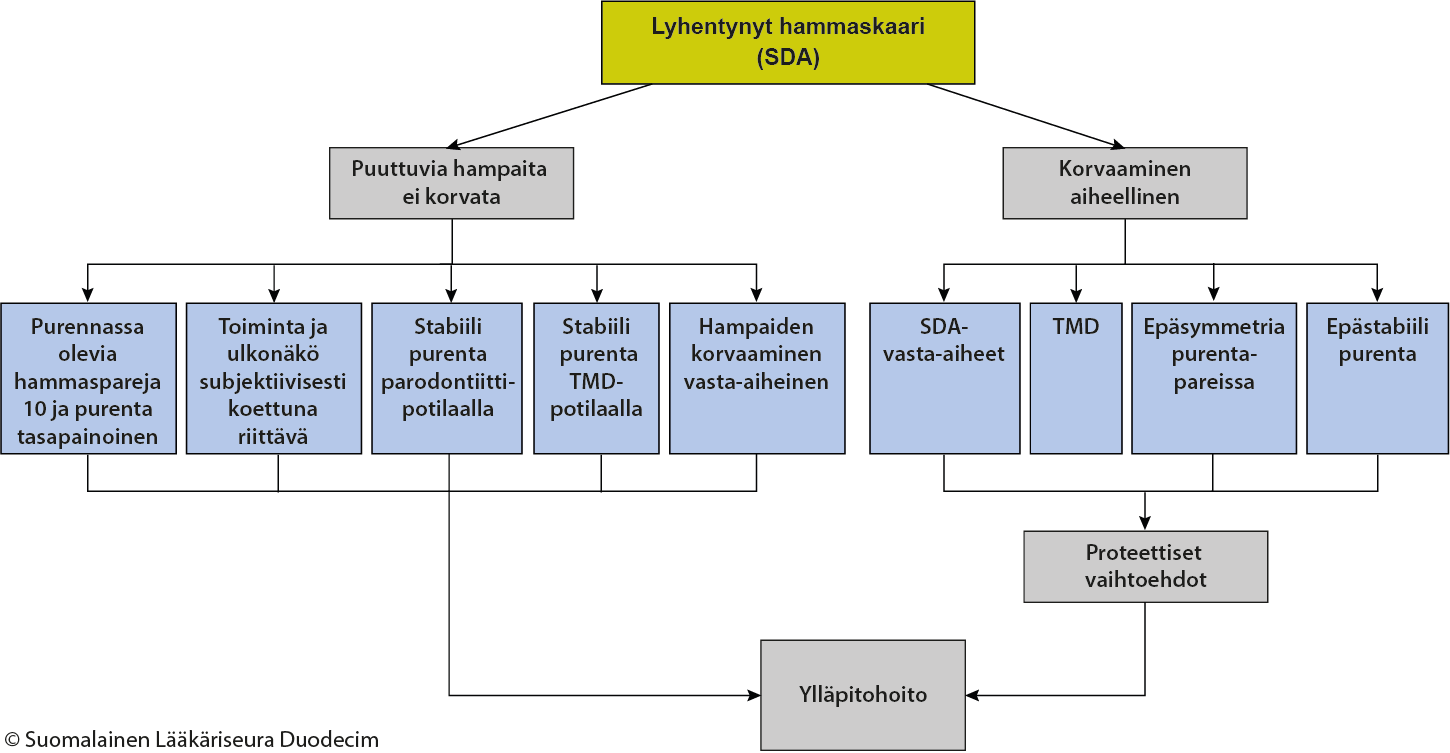 Lyhentynyt hammaskaari
(SDA)
Puuttuvia hampaita
ei korvata
Korvaaminen
aiheellinen
Purennassa
olevia
hammaspareja
10 ja purenta
tasapainoinen
Toiminta ja
ulkonäkö
subjektiivisesti
koettuna
riittävä
Stabiili
purenta
parodontiitti-
potilaalla
Stabiili
purenta
TMD-
potilaalla
Hampaiden
korvaaminen
vasta-aiheinen
SDA-
vasta-aiheet
TMD
Epäsymmetria
purenta-
pareissa
Epästabiili
purenta
Proteettiset
vaihtoehdot
Ylläpitohoito
© Suomalainen Lääkäriseura Duodecim